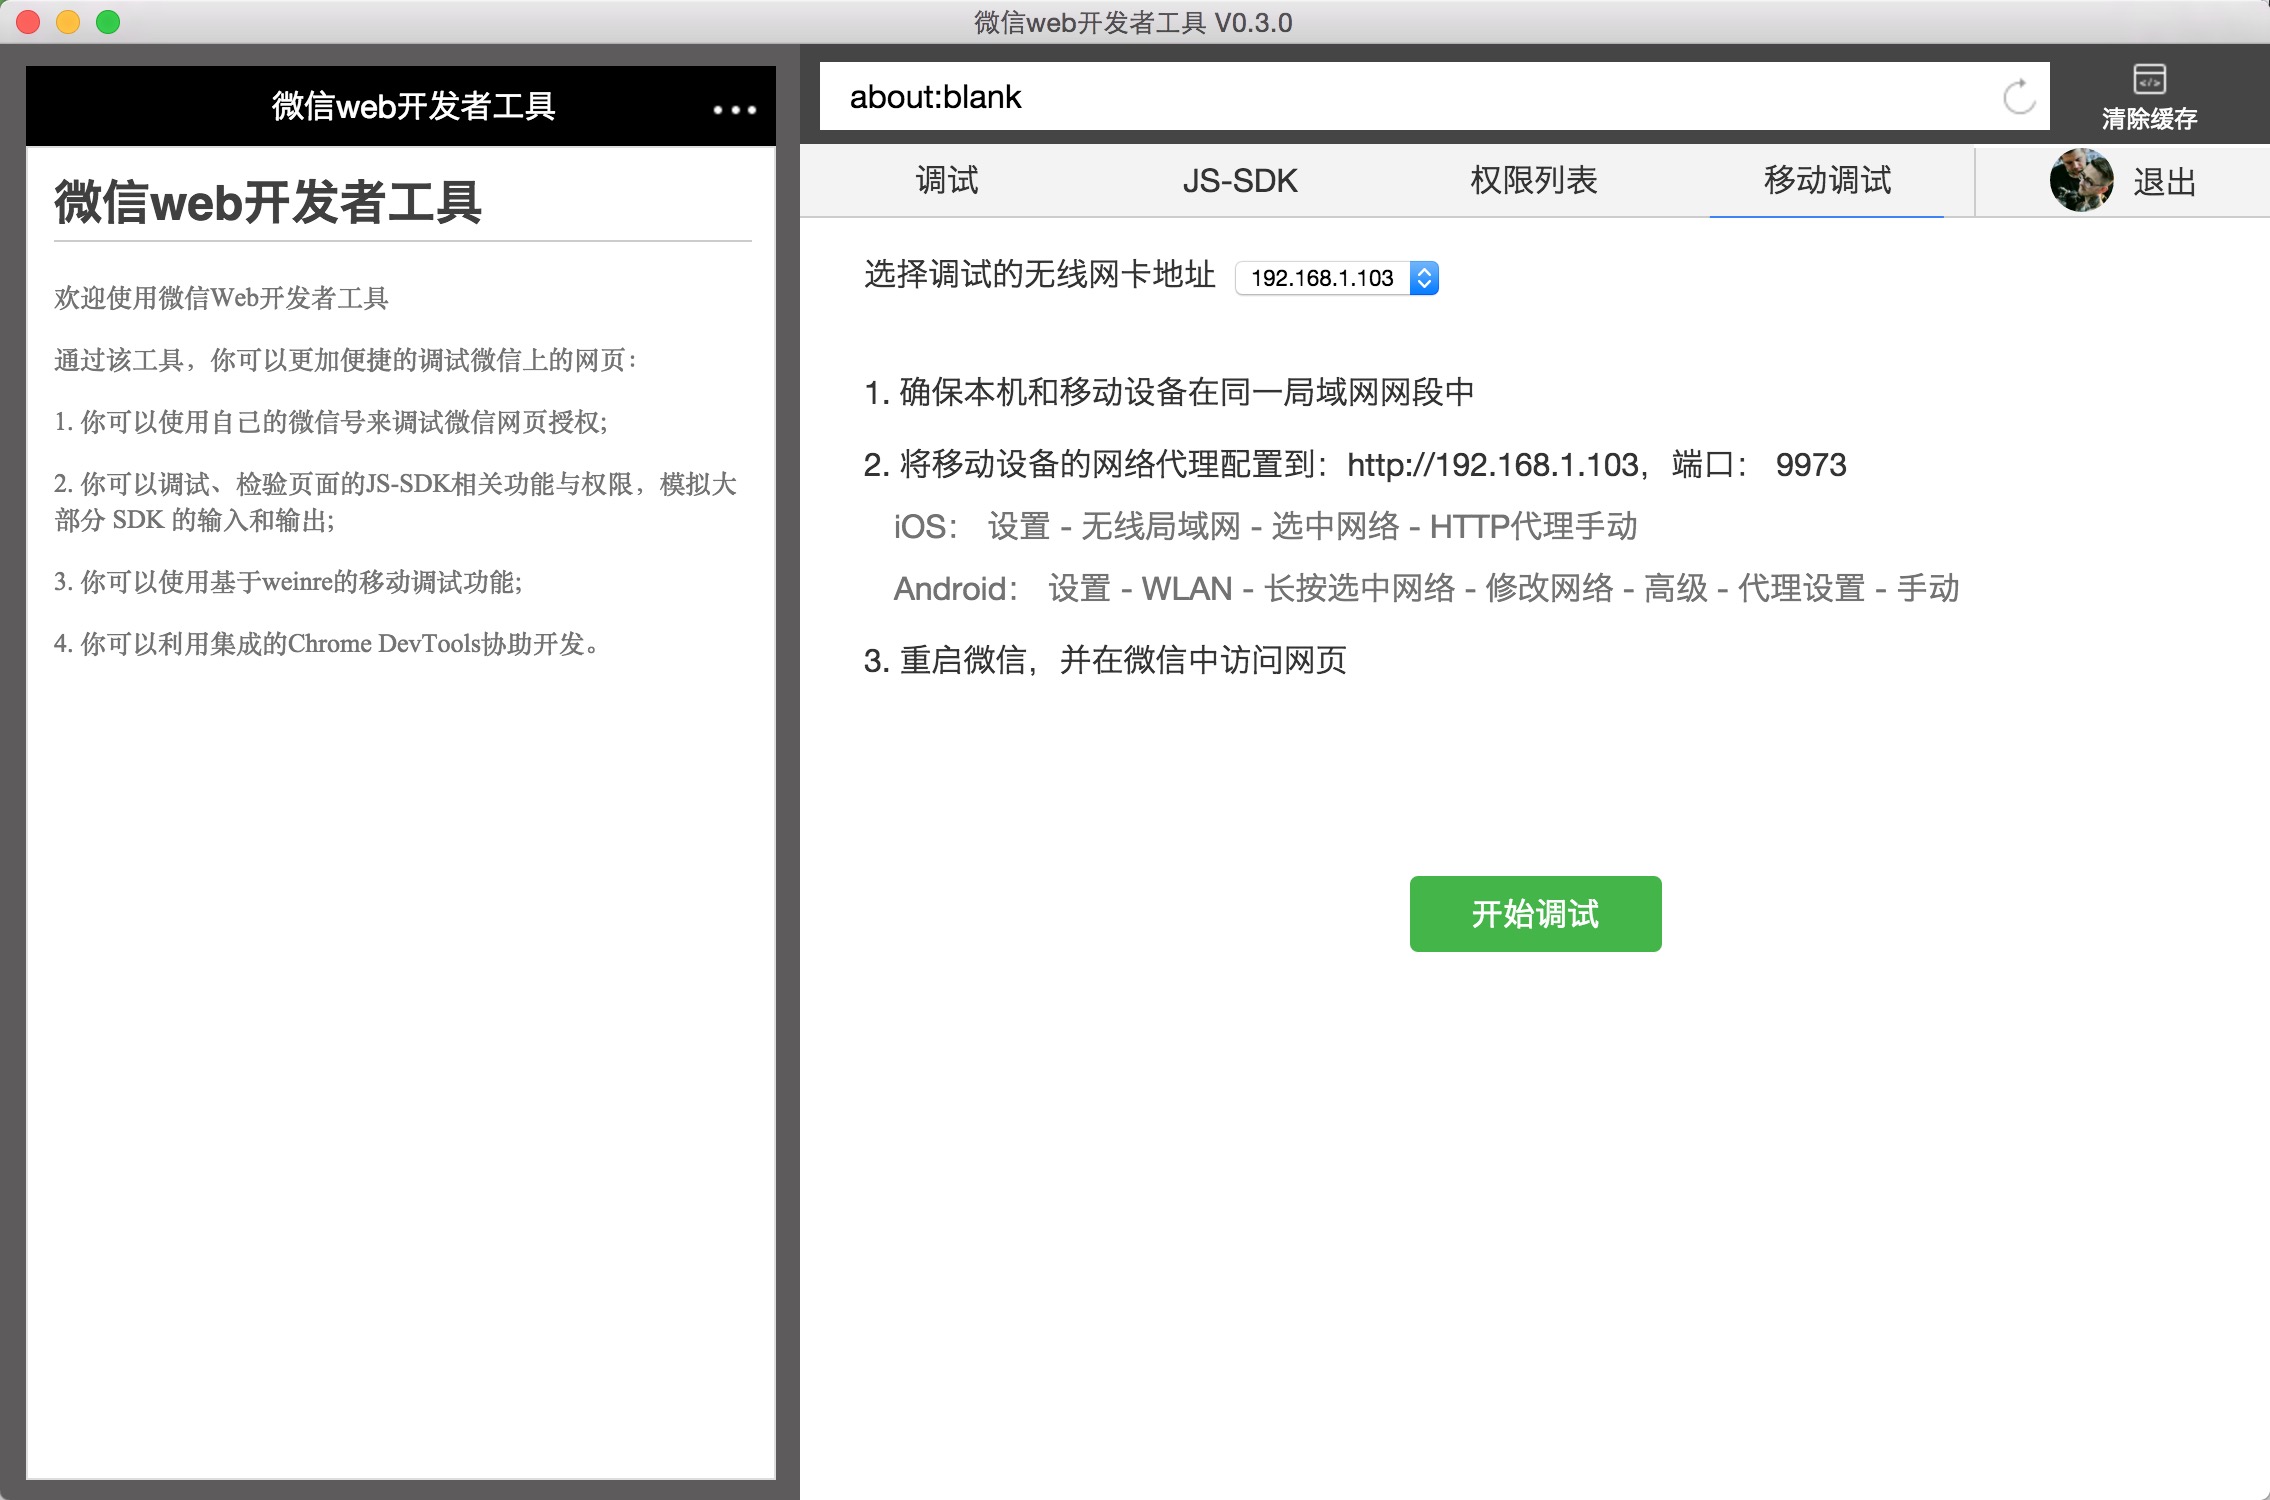 微信web开发者工具 V0.3.0
微信web开发者工具
微信web开发者工具
欢迎使用微信Web开发者工具
通过该工具，你可以更加便捷的调试微信上的网页：
1. 你可以使用自己的微信号来调试微信网页授权;
2. 你可以调试、检验页面的JS-SDK相关功能与权限，模拟大
部分 SDK 的输入和输出;
3. 你可以使用基于weinre的移动调试功能;
4. 你可以利用集成的Chrome DevTools协助开发。
about:blank
清除缓存
调试 JS-SDK 权限列表 移动调试 退出
选择调试的无线网卡地址 192.168.1.103
1. 确保本机和移动设备在同一局域网网段中
2. 将移动设备的网络代理配置到：http://192.168.1.103，端口： 9973
iOS： 设置 - 无线局域网 - 选中网络 - HTTP代理手动
Android： 设置 - WLAN - 长按选中网络 - 修改网络 - 高级 - 代理设置 - 手动
3. 重启微信，并在微信中访问网页
开始调试